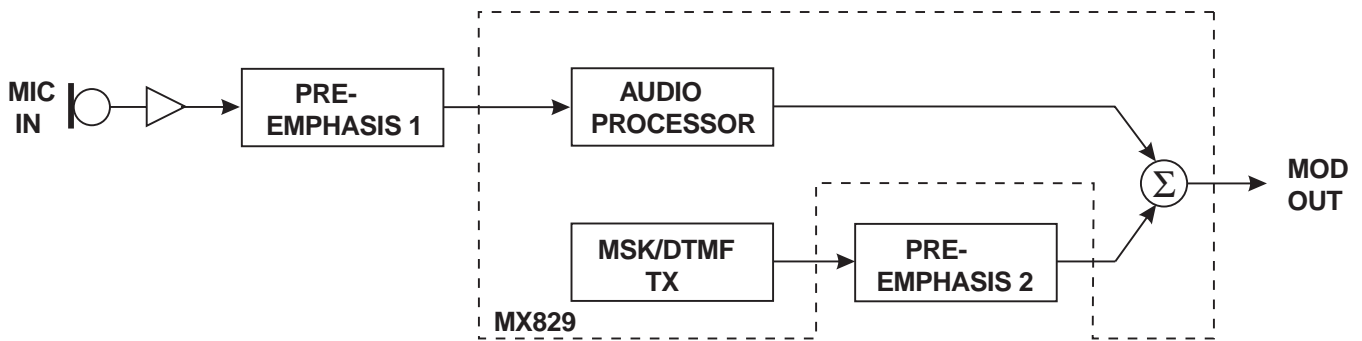 MIC
IN
PRE-
EMPHASIS 1
AUDIO
PROCESSOR
Σ
MOD
OUT
MSK/DTMF
TX
PRE-
EMPHASIS 2
MX829